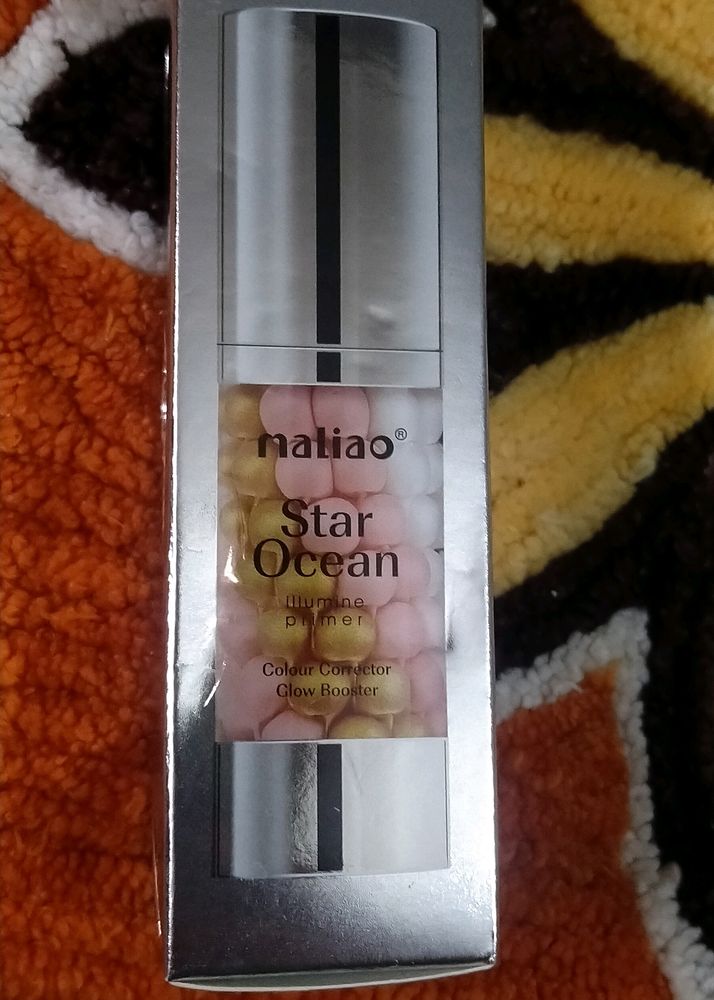 maliao®
Star
Ocean
illumine
primer
Colour Corrector
Glow Booster